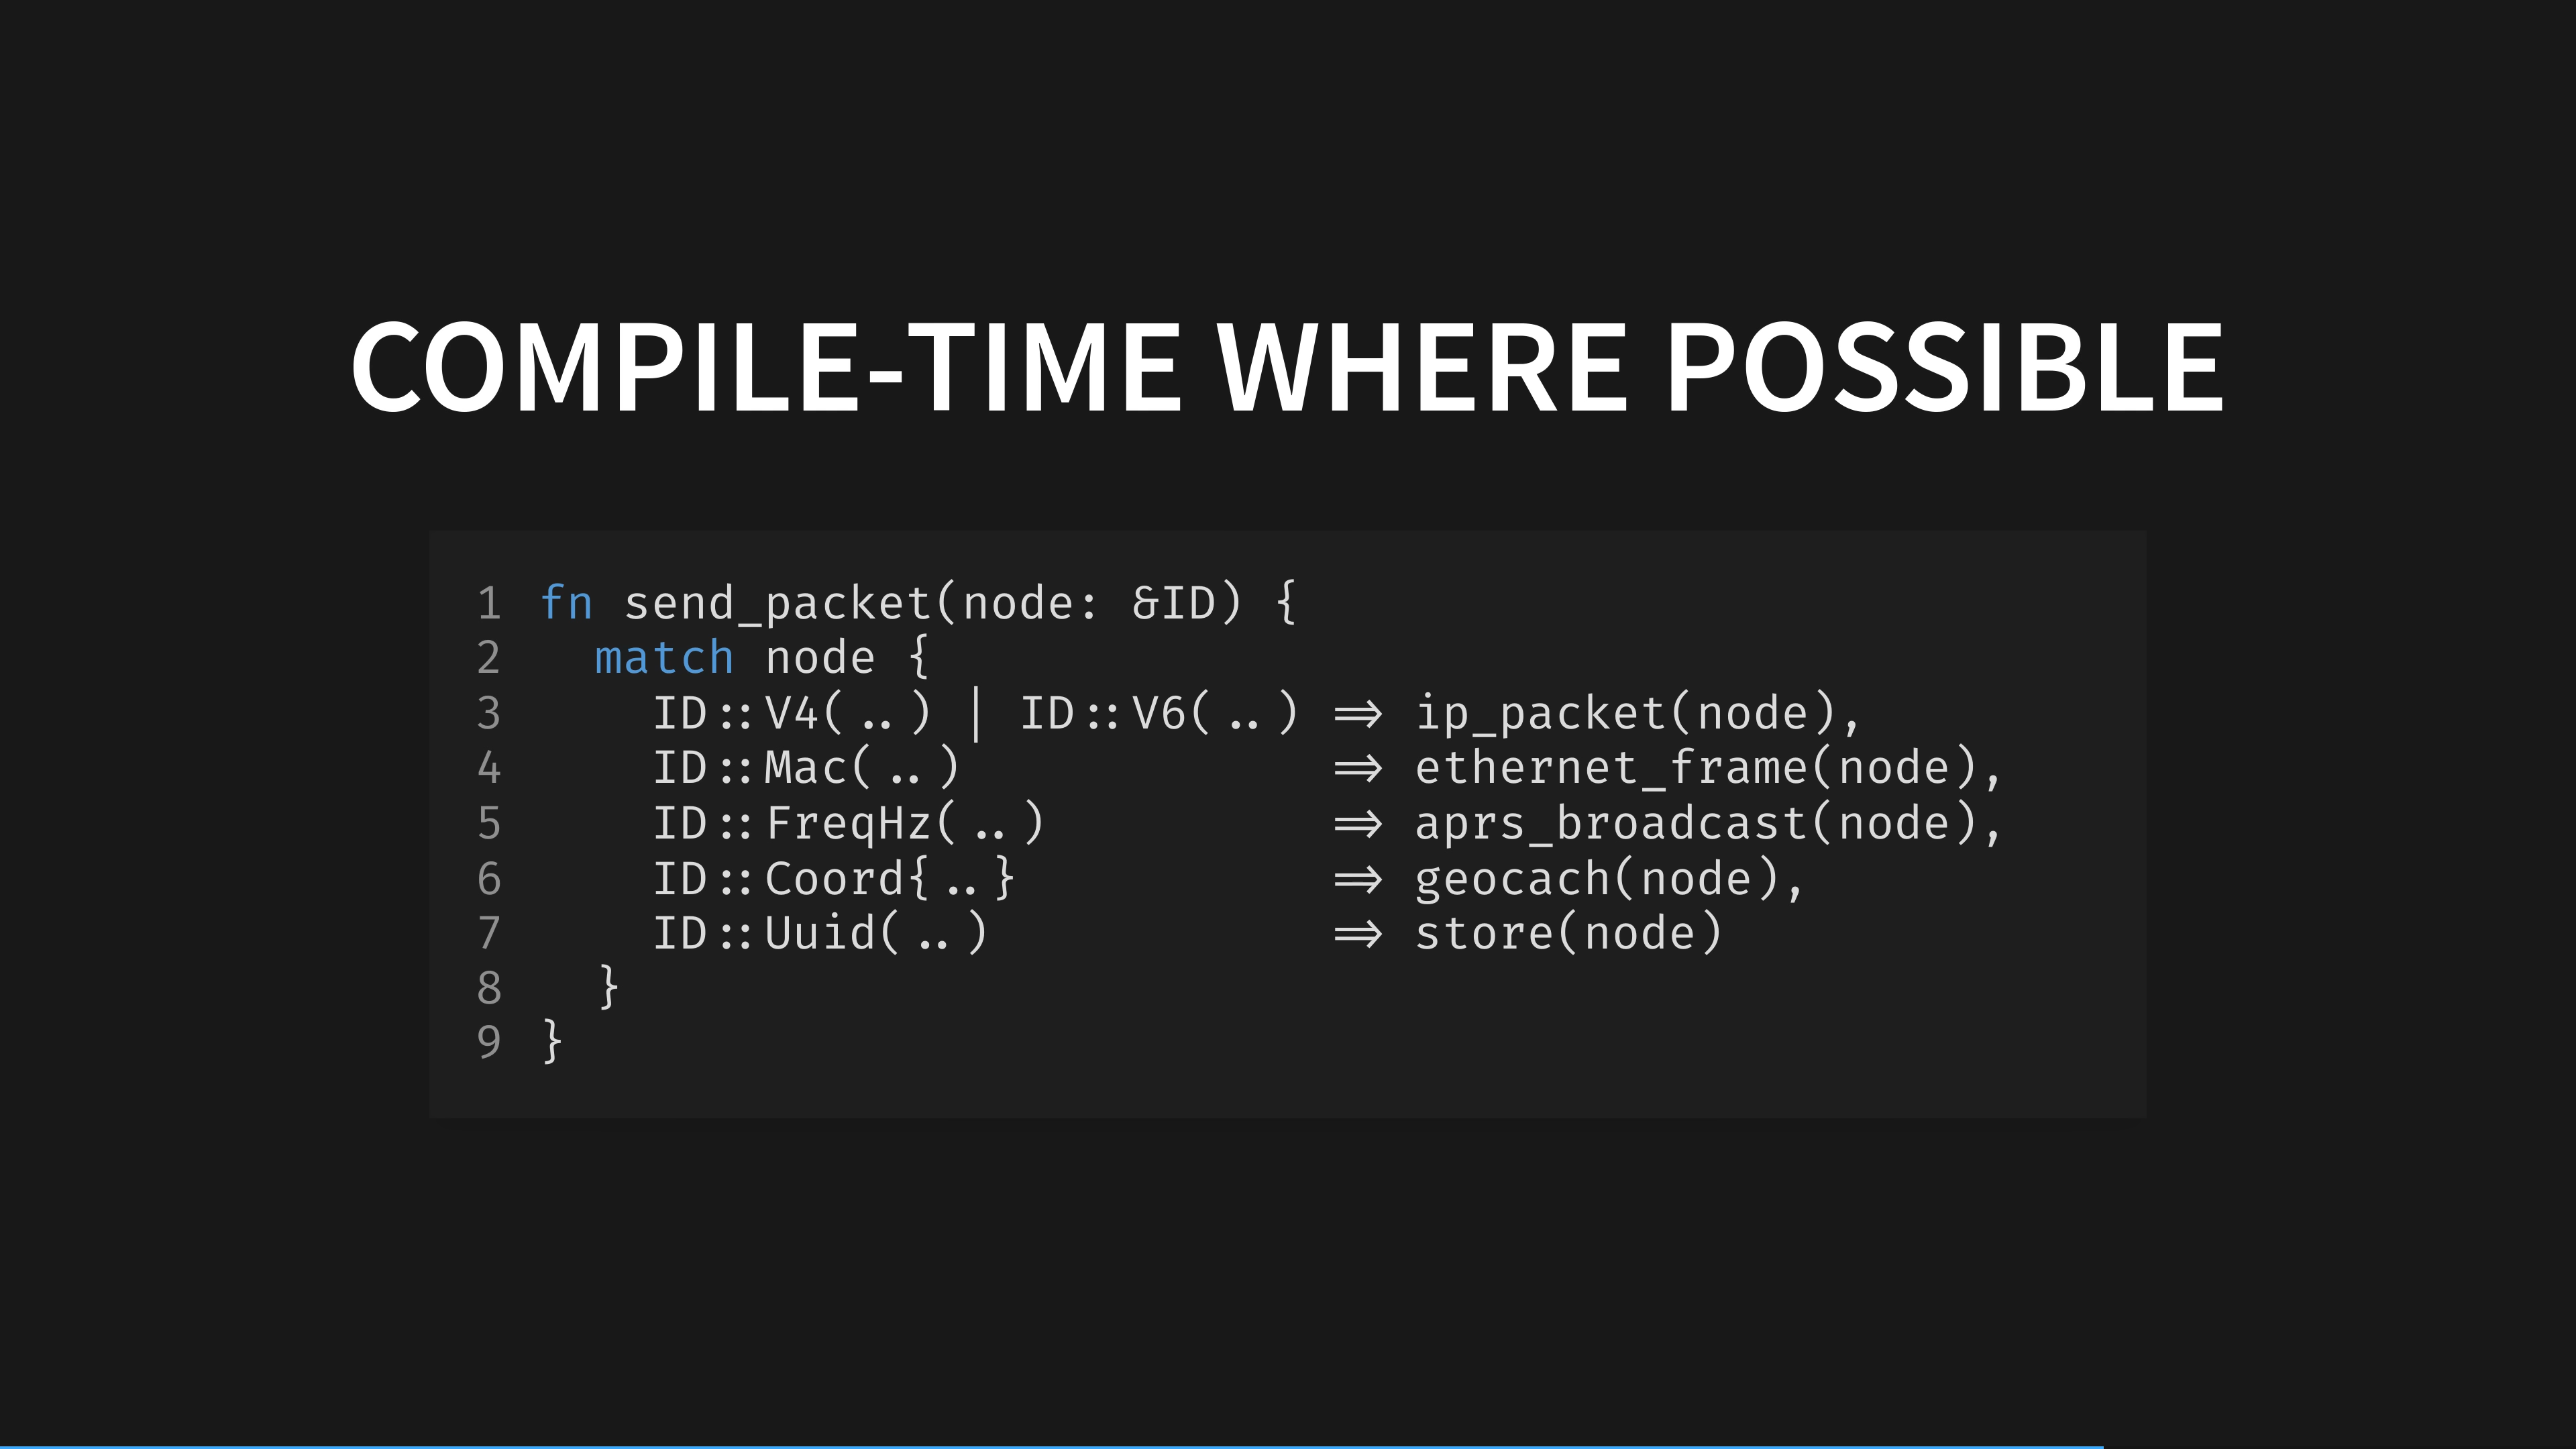 COMPILE-TIME WHERE POSSIBLE
1 fn send_packet(node: &ID) {
2   match node {
3     ID::V4(..) | ID::V6(..) => ip_packet(node),
4     ID::Mac(..)             => ethernet_frame(node),
5     ID::FreqHz(..)          => aprs_broadcast(node),
6     ID::Coord{..}           => geocach(node),
7     ID::Uuid(..)            => store(node)
8   }
9 }